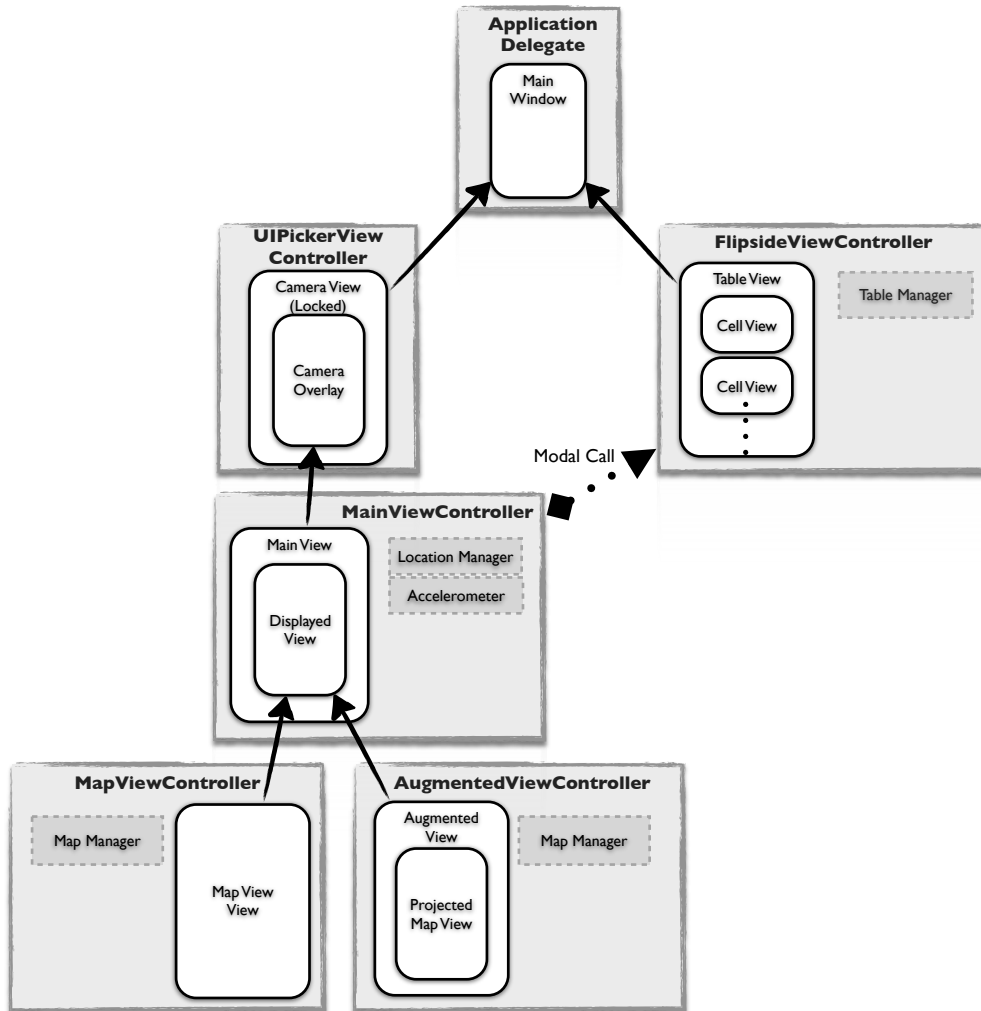 Application
Delegate
Main
Window
UIPickerView
Controller
Camera View
(Locked)
Camera
Overlay
FlipsideViewController
Table View
Table Manager
Cell View
Cell View
Modal Call
MainViewController
Main View
Location Manager
Accelerometer
Displayed
View
MapViewController
Map Manager
Map View
View
AugmentedViewController
Augmented
View
Map Manager
Projected
Map View